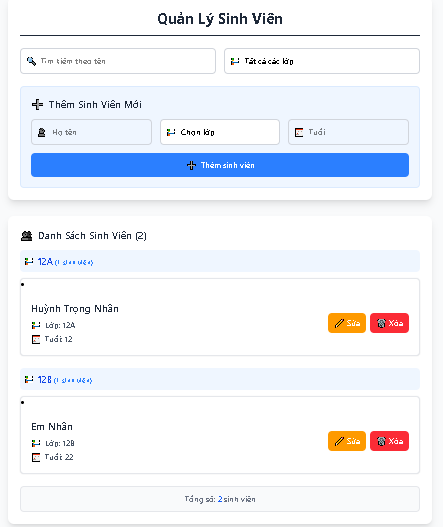 Quản Lý Sinh Viên
Tìm kiếm theo tên
Tất cả các lớp
Thêm Sinh Viên Mới
Họ tên
Chọn lớp
Tuổi
Thêm sinh viên
Danh Sách Sinh Viên (2)
12A (1 sinh viên)
Huỳnh Trọng Nhân
Lớp: 12A
Tuổi: 12
Sửa
Xóa
12B (1 sinh viên)
Em Nhân
Lớp: 12B
Tuổi: 22
Sửa
Xóa
Tổng số: 2 sinh viên